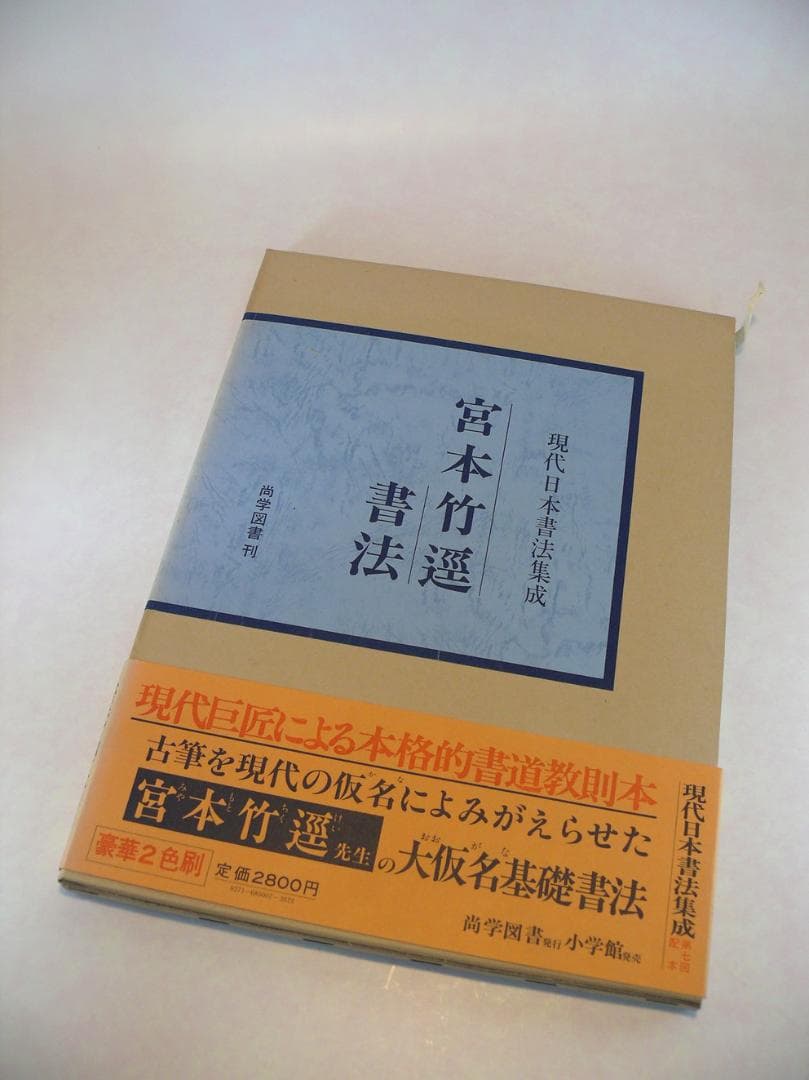 現代日本書法集成
宮本竹逕
書法
尚学図書 刊
現代巨匠による本格的書道教則本
古筆を現代の仮名によみがえらせた
宮本竹逕先生の大仮名基礎書法
豪華2色刷
定価2800円
尚学図書発行 小学館発売
現代日本書法集成 第七回配本